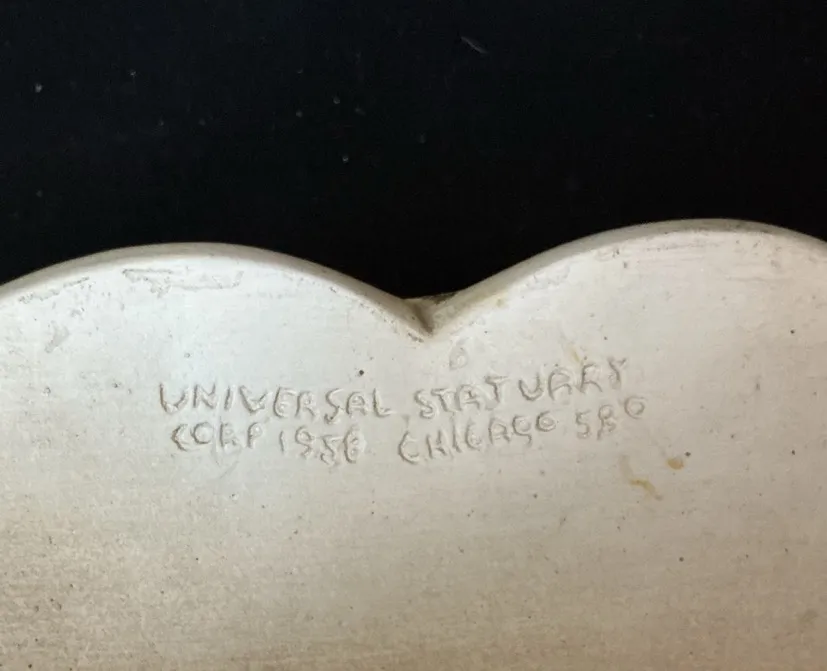 UNIVERSAL STATUARY
CORP 1958 CHICAGO 580